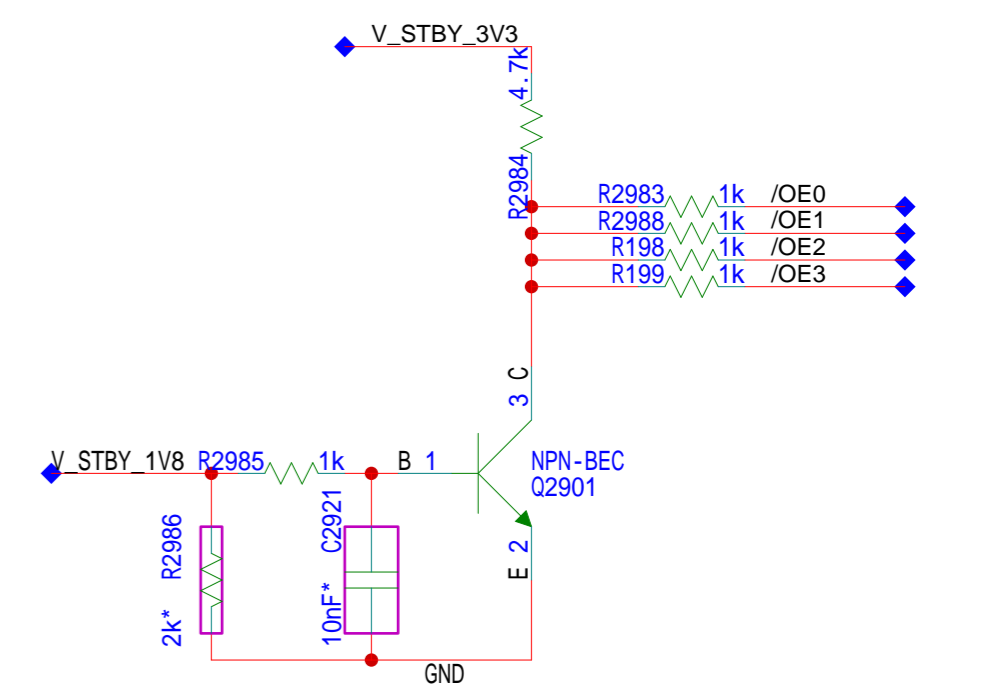 V_STBY_3V3
4.7k
R2984
R2983 1k /OE0
R2988 1k /OE1
R198 1k /OE2
R199 1k /OE3
C
3
V_STBY_1V8 R2985 1k B 1
NPN-BEC
Q2901
R2986
2k*
C2921
10nF*
2
E
GND